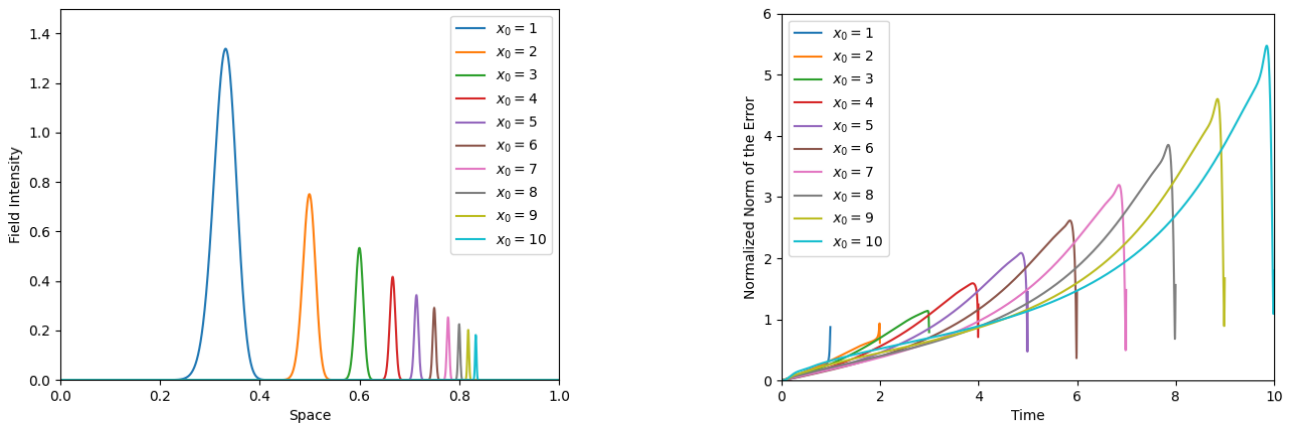 1.4
1.2
1.0
0.8
0.6
0.4
0.2
0.0
Field Intensity
0.0 0.2 0.4 0.6 0.8 1.0
Space
x₀ = 1
x₀ = 2
x₀ = 3
x₀ = 4
x₀ = 5
x₀ = 6
x₀ = 7
x₀ = 8
x₀ = 9
x₀ = 10
6
5
4
3
2
1
0
Normalized Norm of the Error
0 2 4 6 8 10
Time
x₀ = 1
x₀ = 2
x₀ = 3
x₀ = 4
x₀ = 5
x₀ = 6
x₀ = 7
x₀ = 8
x₀ = 9
x₀ = 10